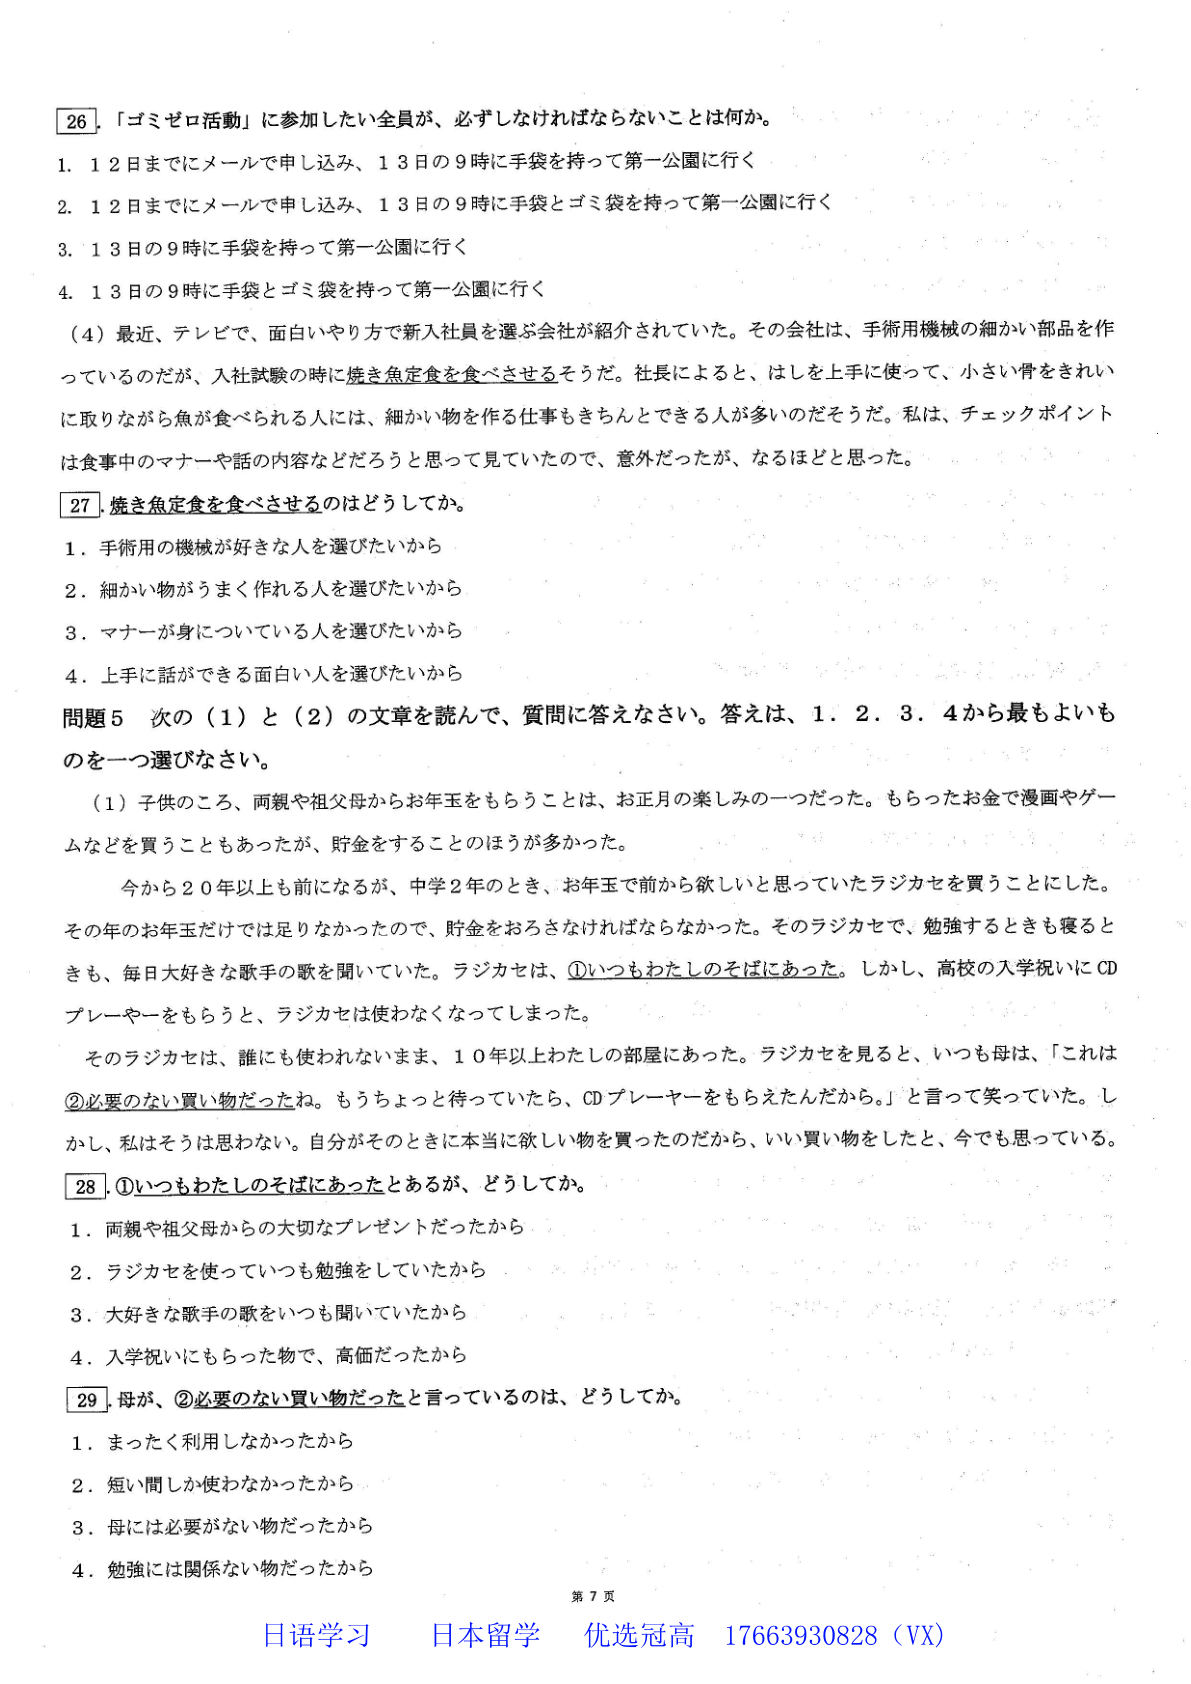 26.「ゴミゼロ活動」に参加したい全員が、必ずしなければならないことは何か。
1. １２日までにメールで申し込み、１３日の９時に手袋を持って第一公園に行く
2. １２日までにメールで申し込み、１３日の９時に手袋とゴミ袋を持って第一公園に行く
3. １３日の９時に手袋を持って第一公園に行く
4. １３日の９時に手袋とゴミ袋を持って第一公園に行く
（４）最近、テレビで、面白いやり方で新入社員を選ぶ会社が紹介されていた。その会社は、手術用機械の細かい部品を作
っているのだが、入社試験の時に焼き魚定食を食べさせるそうだ。社長によると、はしを上手に使って、小さい骨をきれい
に取りながら魚が食べられる人には、細かい物を作る仕事もきちんとできる人が多いのだそうだ。私は、チェックポイント
は食事中のマナーや話の内容などだろうと思って見ていたので、意外だったが、なるほどと思った。
27.焼き魚定食を食べさせるのはどうしてか。
１．手術用の機械が好きな人を選びたいから
２．細かい物がうまく作れる人を選びたいから
３．マナーが身についている人を選びたいから
４．上手に話ができる面白い人を選びたいから
問題５　次の（１）と（２）の文章を読んで、質問に答えなさい。答えは、１．２．３．４から最もよいも
のを一つ選びなさい。
（１）子供のころ、両親や祖父母からお年玉をもらうことは、お正月の楽しみの一つだった。もらったお金で漫画やゲー
ムなどを買うこともあったが、貯金をすることのほうが多かった。
今から２０年以上も前になるが、中学２年のとき、お年玉で前から欲しいと思っていたラジカセを買うことにした。
その年のお年玉だけでは足りなかったので、貯金をおろさなければならなかった。そのラジカセで、勉強するときも寝ると
きも、毎日大好きな歌手の歌を聞いていた。ラジカセは、①いつもわたしのそばにあった。しかし、高校の入学祝いに CD
プレーやーをもらうと、ラジカセは使わなくなってしまった。
そのラジカセは、誰にも使われないまま、１０年以上わたしの部屋にあった。ラジカセを見ると、いつも母は、「これは
②必要のない買い物だったね。もうちょっと待っていたら、CD プレーヤーをもらえたんだから。」と言って笑っていた。し
かし、私はそうは思わない。自分がそのときに本当に欲しい物を買ったのだから、いい買い物をしたと、今でも思っている。
28.①いつもわたしのそばにあったとあるが、どうしてか。
１．両親や祖父母からの大切なプレゼントだったから
２．ラジカセを使っていつも勉強をしていたから
３．大好きな歌手の歌をいつも聞いていたから
４．入学祝いにもらった物で、高価だったから
29.母が、②必要のない買い物だったと言っているのは、どうしてか。
１．まったく利用しなかったから
２．短い間しか使わなかったから
３．母には必要がない物だったから
４．勉強には関係ない物だったから
第 7 页
日语学习　日本留学　优选冠高　17663930828（VX）